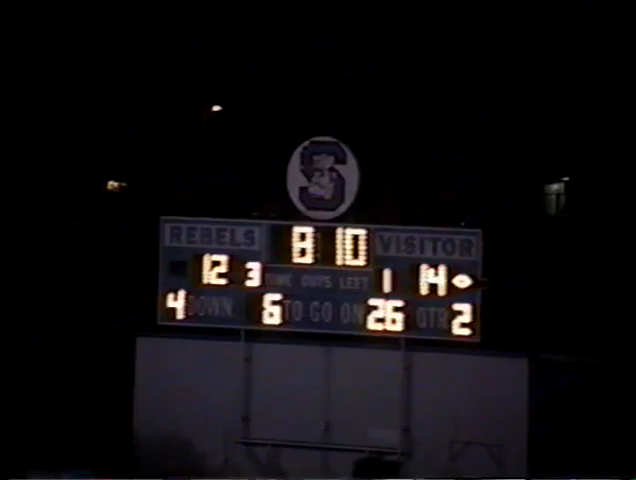 S
REBELS 8 10 VISITOR
12 3 TIME OUTS LEFT 1 14
4 DOWN 6 TO GO ON 26 QTR 2